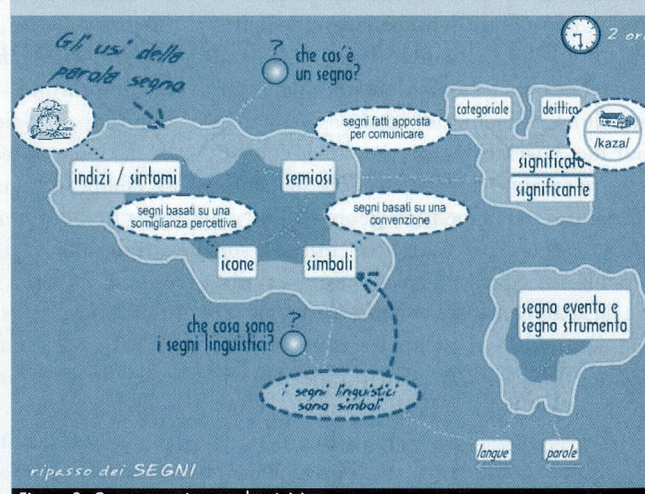 Gli usi della
parola segno
?
che cos'è
un segno?
2 or
segni fatti apposta
per comunicare
categoriale
deittico
/kaza/
significato
significante
indizi / sintomi
semiosi
segni basati su una
somiglianza percettiva
segni basati su una
convenzione
icone
simboli
segno evento e
segno strumento
?
che cosa sono
i segni linguistici?
i segni linguistici
sono simboli
langue
parole
ripasso dei SEGNI